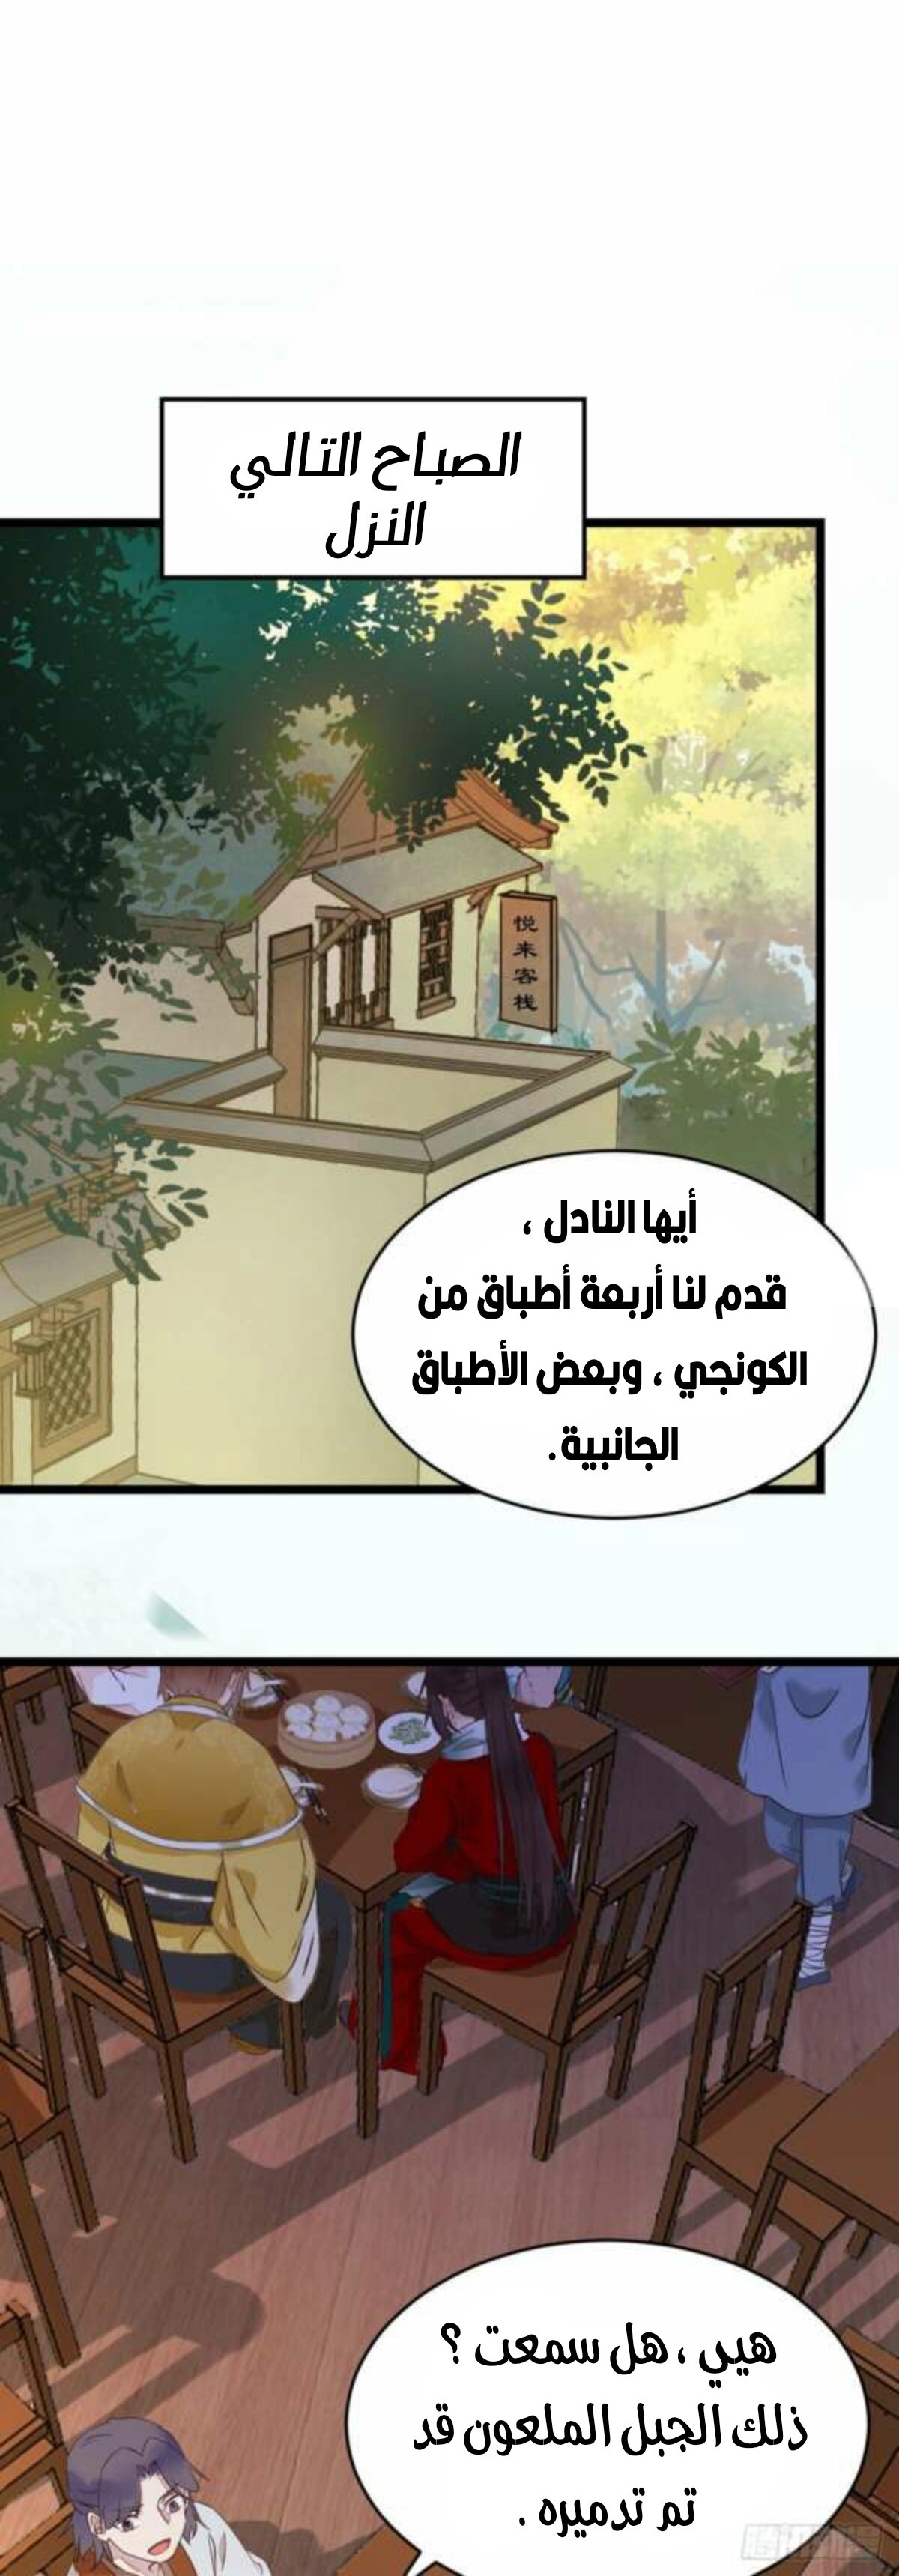 الصباح التالي
النزل
悦来客栈
أيها النادل ،
قدم لنا أربعة أطباق من
الكونجي ، وبعض الأطباق
الجانبية.
هيي ، هل سمعت ؟
ذلك الجبل الملعون قد
تم تدميره .